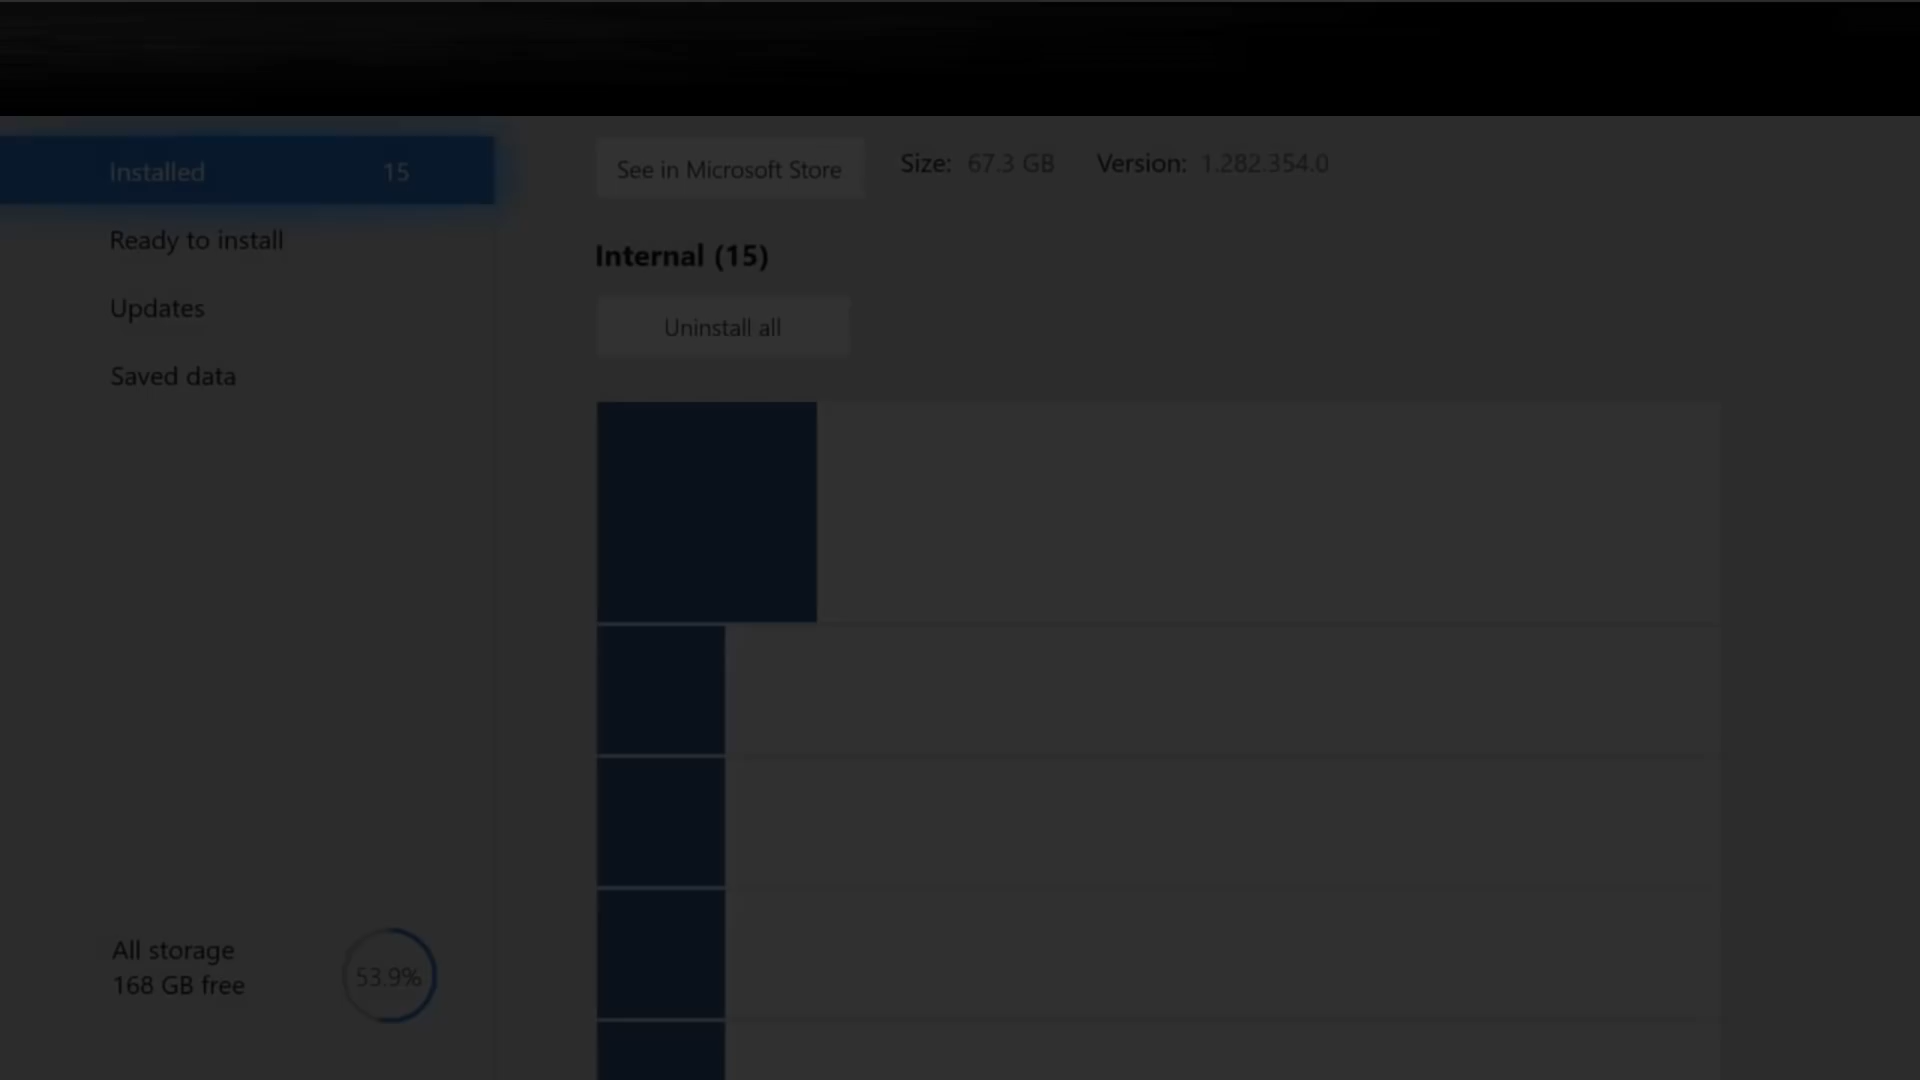 Installed 15
Ready to install
Updates
Saved data
All storage
168 GB free
53.9%
See in Microsoft Store
Size: 67.3 GB Version: 1.282.354.0
Internal (15)
Uninstall all